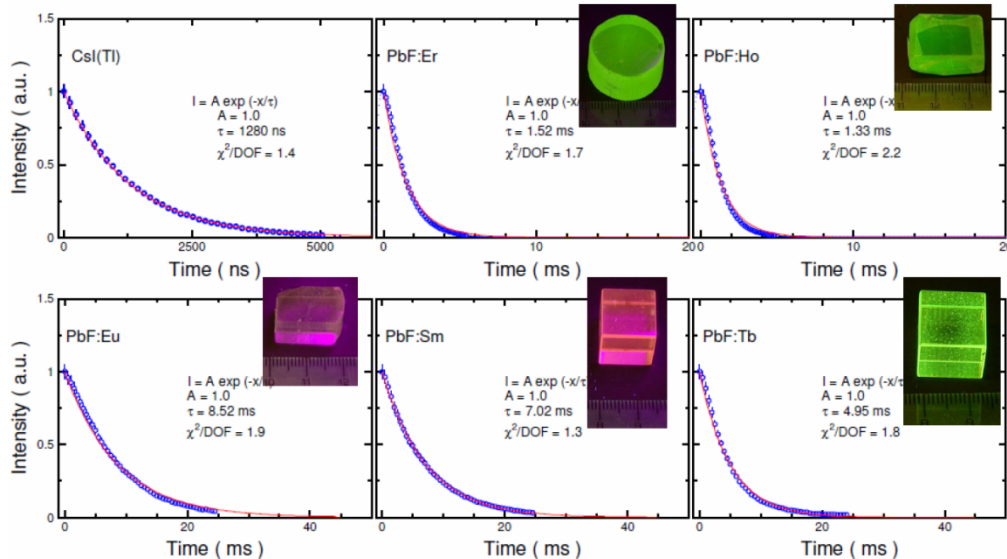 1.5
1
0.5
0
Intensity ( a.u. )
CsI(Tl)
I = A exp (-x/τ)
A = 1.0
τ = 1280 ns
χ²/DOF = 1.4
0 2500 5000
Time ( ns )
PbF:Er
I = A exp (-x/
A = 1.0
τ = 1.52 ms
χ²/DOF = 1.7
0 10 20
Time ( ms )
PbF:Ho
I = A exp (-x/
A = 1.0
τ = 1.33 ms
χ²/DOF = 2.2
0 10 20
Time ( ms )
1.5
1
0.5
0
Intensity ( a.u. )
PbF:Eu
I = A exp (-x/
A = 1.0
τ = 8.52 ms
χ²/DOF = 1.9
0 20 40
Time ( ms )
PbF:Sm
I = A exp (-x/τ
A = 1.0
τ = 7.02 ms
χ²/DOF = 1.3
0 20 40
Time ( ms )
PbF:Tb
I = A exp (-x/τ
A = 1.0
τ = 4.95 ms
χ²/DOF = 1.8
0 20 40
Time ( ms )